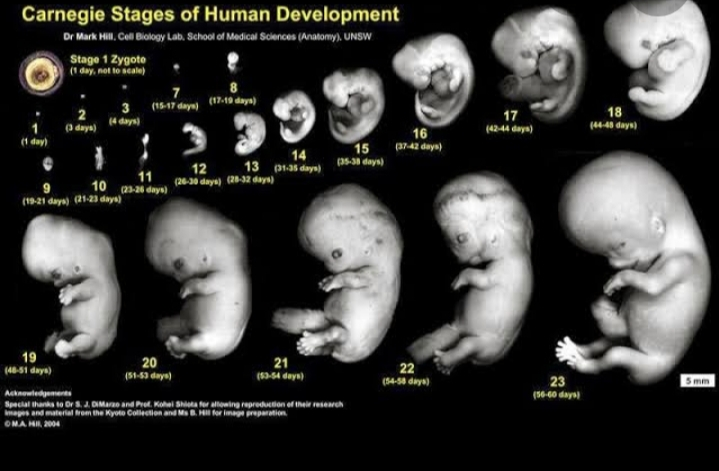 Carnegie Stages of Human Development
Dr Mark Hill, Cell Biology Lab, School of Medical Sciences (Anatomy), UNSW
Stage 1 Zygote
(1 day, not to scale)
1
(1 day)
2
(3 days)
3
(4 days)
7
(15-17 days)
8
(17-19 days)
9
(19-21 days)
10
(21-23 days)
11
(23-26 days)
12
(26-30 days)
13
(28-32 days)
14
(31-35 days)
15
(35-38 days)
16
(37-42 days)
17
(42-44 days)
18
(44-48 days)
19
(48-51 days)
20
(51-53 days)
21
(53-54 days)
22
(54-58 days)
23
(56-60 days)
5 mm
Acknowledgements
Special thanks to Dr S. J. DiMarzo and Prof. Kohei Shiota for allowing reproduction of their research
images and material from the Kyoto Collection and Ms B. Hill for image preparation.
© M.A. Hill, 2004